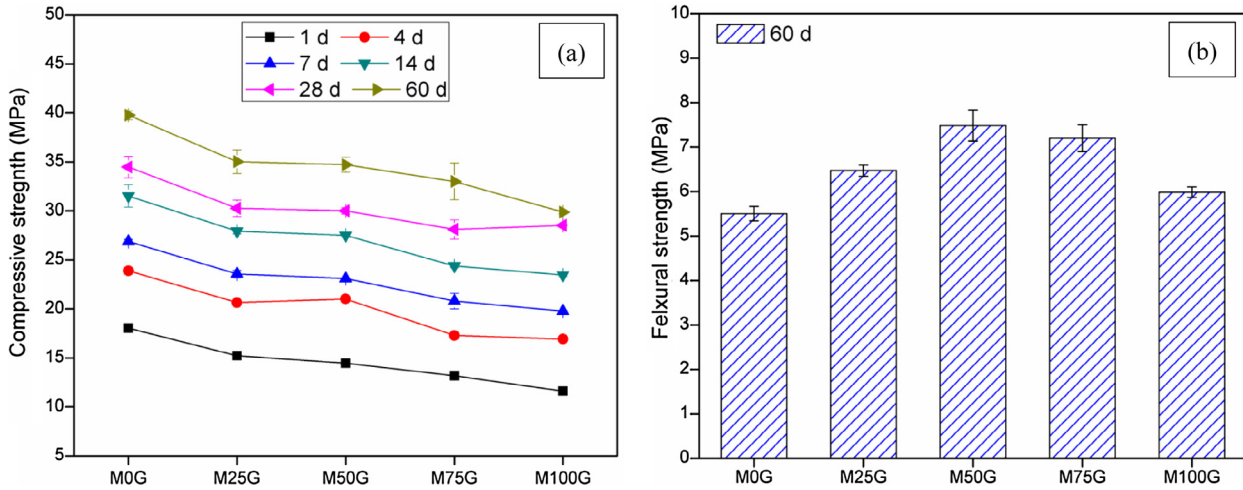 Compressive stregnth (MPa)
50
45
40
35
30
25
20
15
10
5
1 d 4 d
7 d 14 d
28 d 60 d
(a)
M0G M25G M50G M75G M100G
Felxural strength (MPa)
10
9
8
7
6
5
4
3
2
1
0
60 d
(b)
M0G M25G M50G M75G M100G